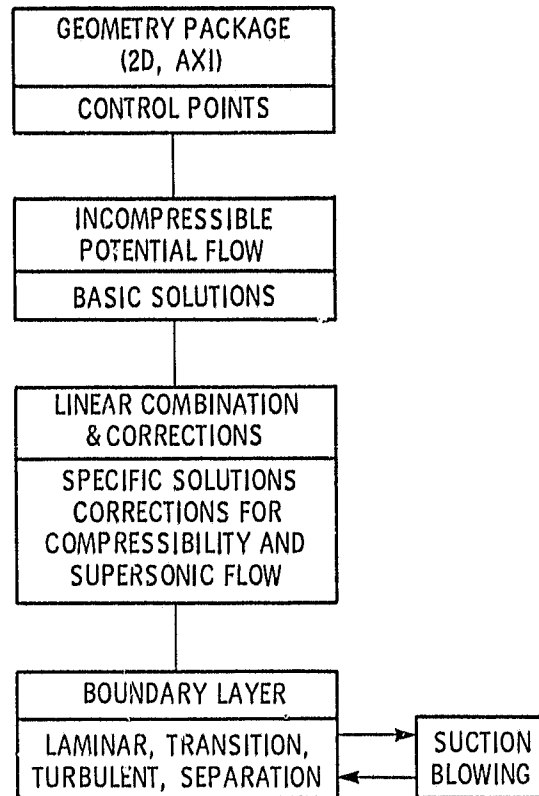 GEOMETRY PACKAGE
(2D, AXI)
CONTROL POINTS
INCOMPRESSIBLE
POTENTIAL FLOW
BASIC SOLUTIONS
LINEAR COMBINATION
& CORRECTIONS
SPECIFIC SOLUTIONS
CORRECTIONS FOR
COMPRESSIBILITY AND
SUPERSONIC FLOW
BOUNDARY LAYER
LAMINAR, TRANSITION,
TURBULENT, SEPARATION
SUCTION
BLOWING